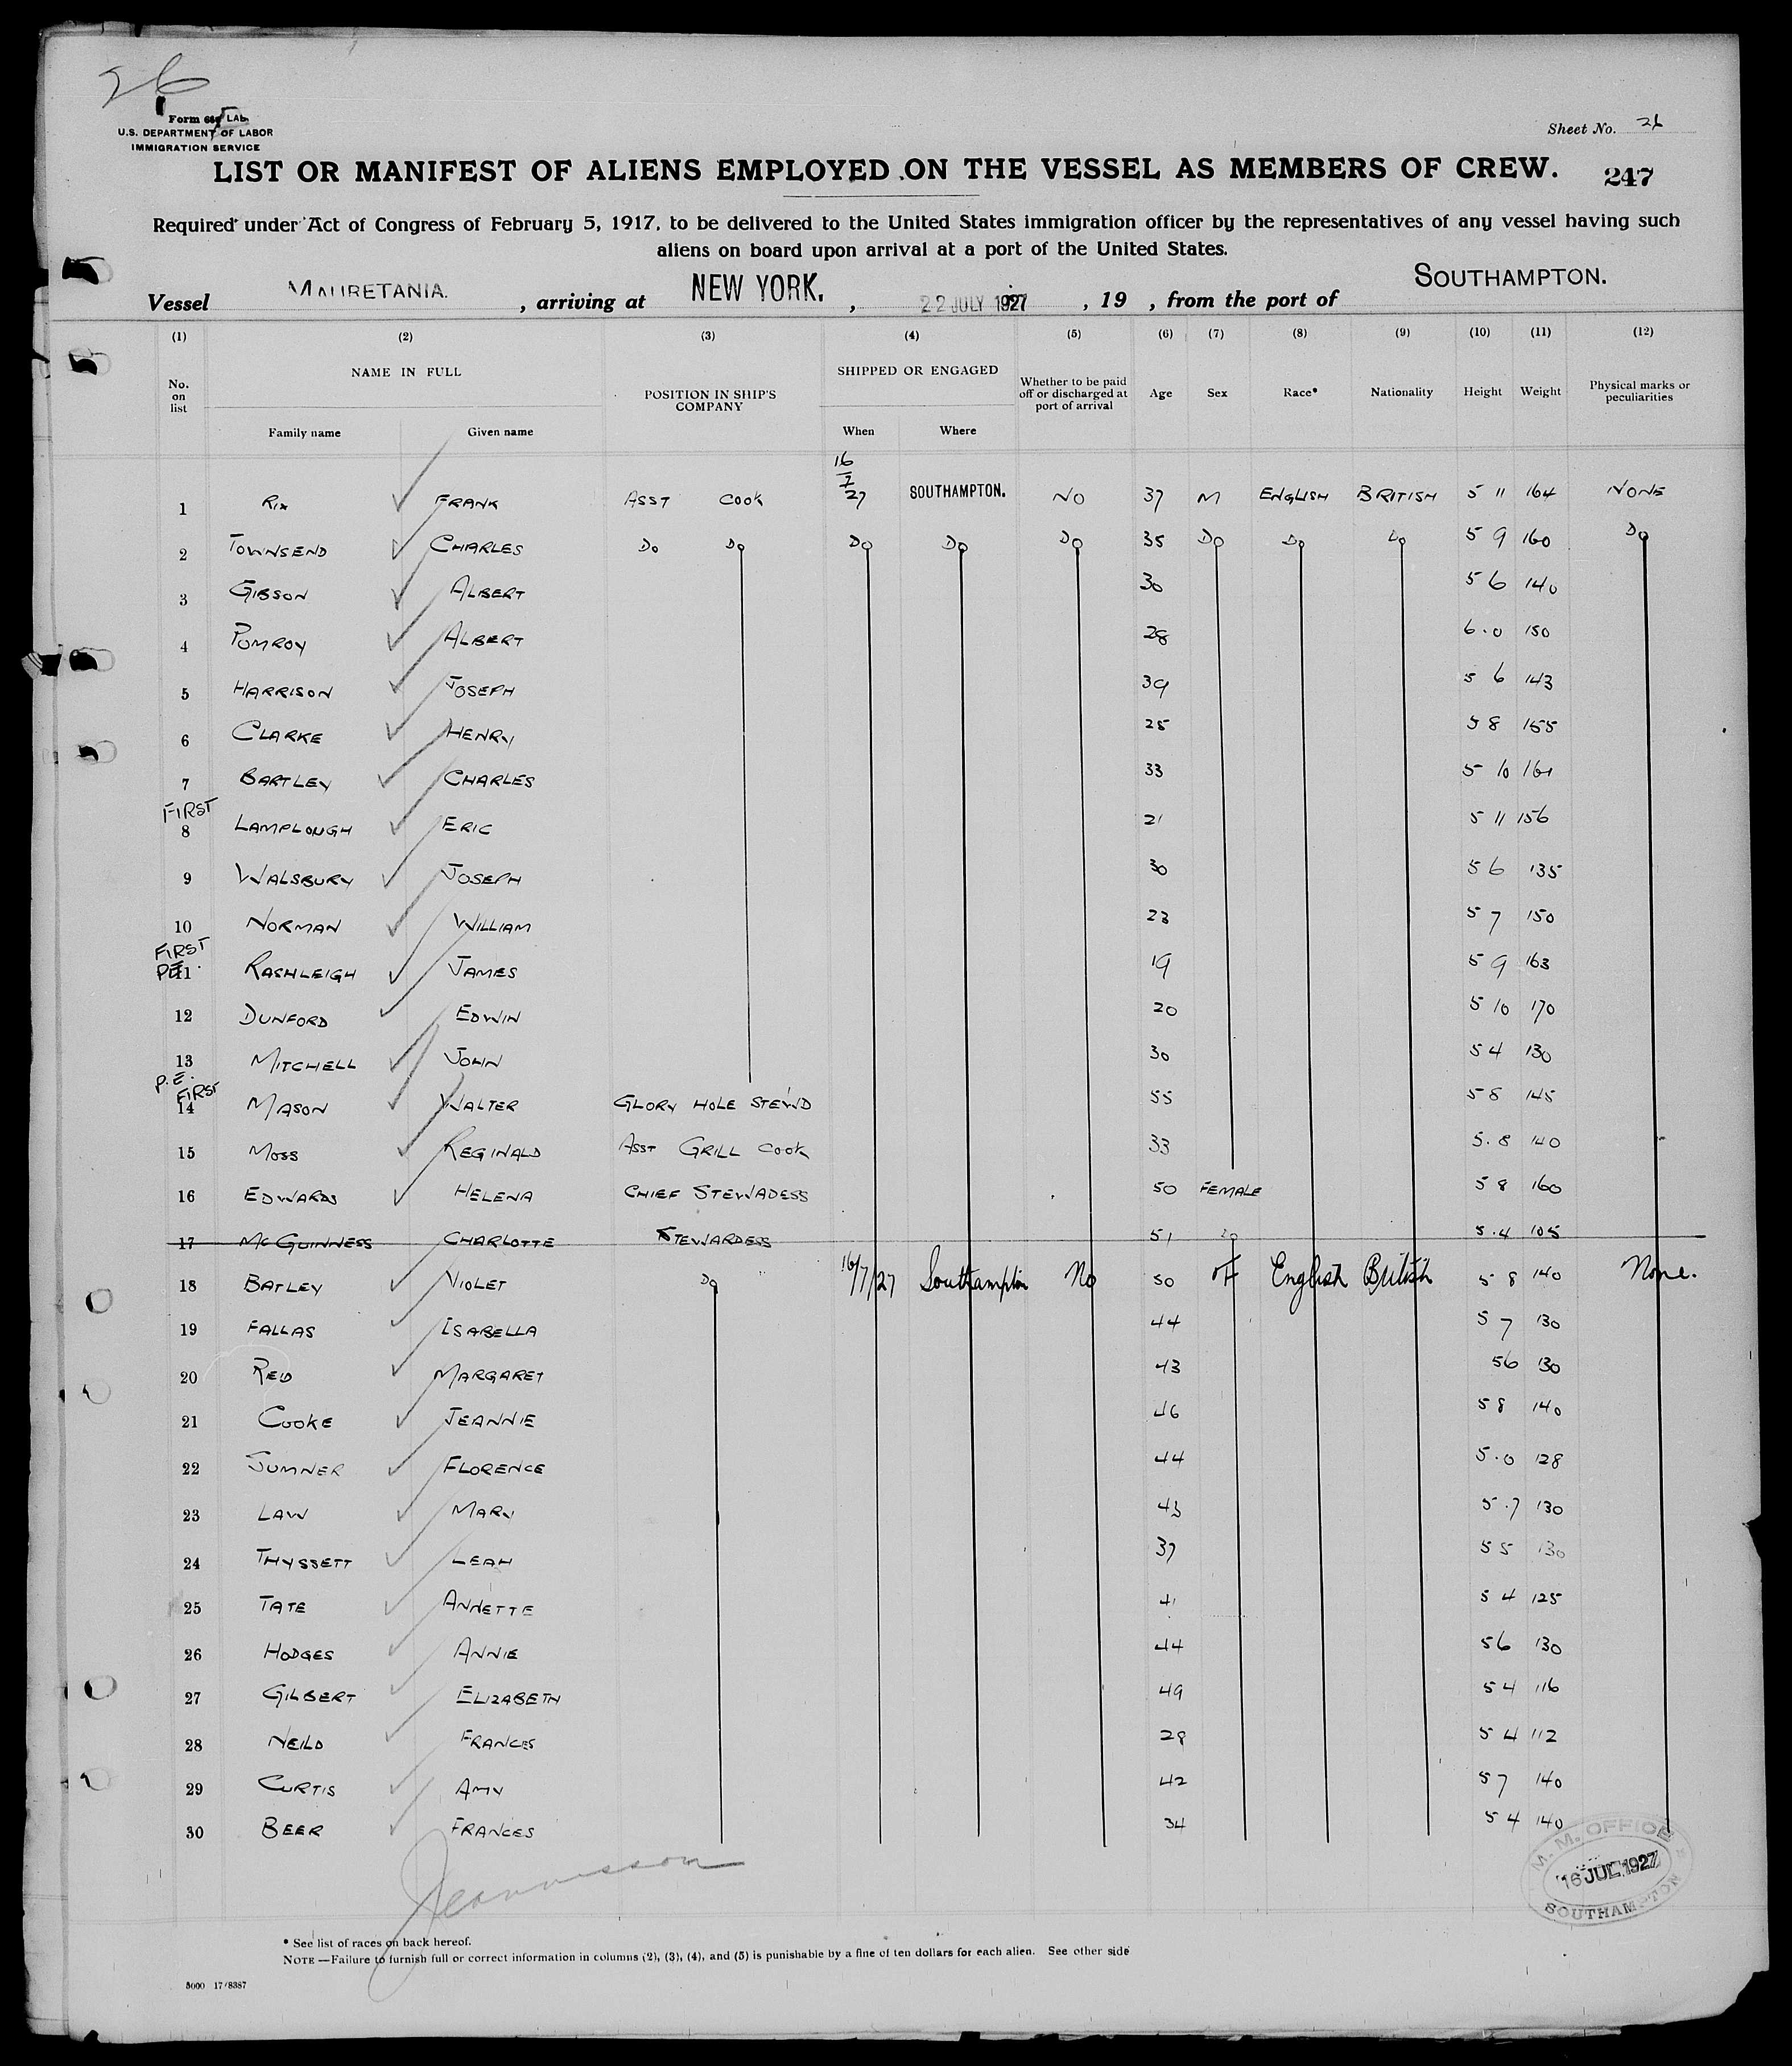 26
Form 689 LAB.
U.S. DEPARTMENT OF LABOR
IMMIGRATION SERVICE
Sheet No. 26
LIST OR MANIFEST OF ALIENS EMPLOYED ON THE VESSEL AS MEMBERS OF CREW. 247
Required under Act of Congress of February 5, 1917, to be delivered to the United States immigration officer by the representatives of any vessel having such
aliens on board upon arrival at a port of the United States.
Vessel MAURETANIA. , arriving at NEW YORK. , 22 JULY 1927 , 19 , from the port of SOUTHAMPTON.
(1) (2) (3) (4) (5) (6) (7) (8) (9) (10) (11) (12)
No. on list NAME IN FULL POSITION IN SHIP'S COMPANY SHIPPED OR ENGAGED Whether to be paid off or discharged at port of arrival Age Sex Race* Nationality Height Weight Physical marks or peculiarities
Family name Given name When Where
1 RIX FRANK ASST COOK 16/7/27 SOUTHAMPTON. NO 37 M ENGLISH BRITISH 5 11 164 NONE
2 TOWNSEND CHARLES DO DO DO DO DO 35 DO DO DO 5 9 160 DO
3 GIBSON ALBERT 30 5 6 140
4 POMROY ALBERT 28 6.0 150
5 HARRISON JOSEPH 39 5 6 143
6 CLARKE HENRY 25 5 8 155
7 BARTLEY CHARLES 33 5 10 161
FIRST
8 LAMPLOUGH ERIC 21 5 11 156
9 WALSBURY JOSEPH 30 5 6 135
10 NORMAN WILLIAM 23 5 7 150
FIRST
P.E. 11 RASHLEIGH JAMES 19 5 9 163
12 DUNFORD EDWIN 20 5 10 170
13 MITCHELL JOHN 30 5 4 130
P.E. FIRST
14 MASON WALTER GLORY HOLE STEWD 55 5 8 145
15 MOSS REGINALD ASST GRILL COOK 33 5.8 140
16 EDWARDS HELENA CHIEF STEWADESS 50 FEMALE 5 8 160
17 McGUINNESS CHARLOTTE STEWARDESS 51 DO 5.4 105
18 BATLEY VIOLET DO 16/7/27 Southampton No 50 F English British 5 8 140 None.
19 FALLAS ISABELLA 44 5 7 130
20 REID MARGARET 43 5 6 130
21 COOKE JEANNIE 46 5 8 140
22 SUMNER FLORENCE 44 5.0 128
23 LAW MARY 43 5.7 130
24 THYSSETT LEAH 37 5 5 130
25 TATE ANNETTE 41 5 4 125
26 HODGES ANNIE 44 5 6 130
27 GILBERT ELIZABETH 49 5 4 116
28 NEILD FRANCES 28 5 4 112
29 CURTIS AMY 42 5 7 140
30 BEER FRANCES 34 5 4 140
M. M. OFFICE
16 JUL 1927
SOUTHAMPTON
* See list of races on back hereof.
NOTE—Failure to furnish full or correct information in columns (2), (3), (4), and (5) is punishable by a fine of ten dollars for each alien. See other side
5000 17/8387